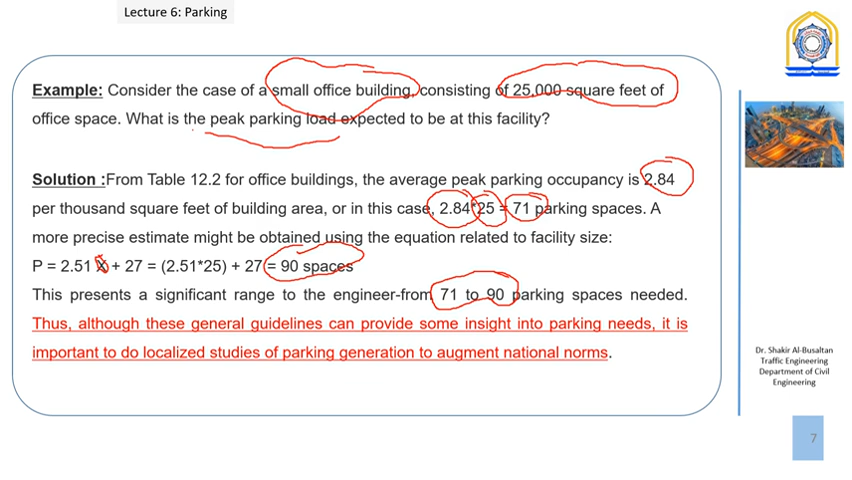 Lecture 6: Parking
Example: Consider the case of a small office building, consisting of 25,000 square feet of
office space. What is the peak parking load expected to be at this facility?
Solution :From Table 12.2 for office buildings, the average peak parking occupancy is 2.84
per thousand square feet of building area, or in this case, 2.84*25 = 71 parking spaces. A
more precise estimate might be obtained using the equation related to facility size:
P = 2.51 X + 27 = (2.51*25) + 27 = 90 spaces
This presents a significant range to the engineer-from 71 to 90 parking spaces needed.
Thus, although these general guidelines can provide some insight into parking needs, it is
important to do localized studies of parking generation to augment national norms.
Dr. Shakir Al-Busaltan
Traffic Engineering
Department of Civil
Engineering
7